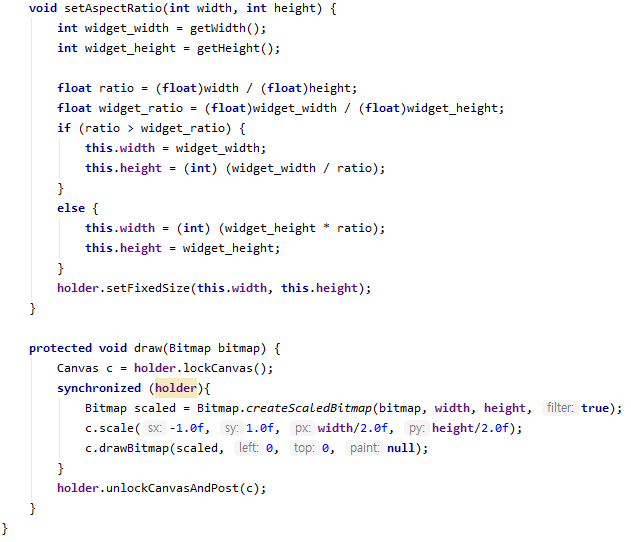 void setAspectRatio(int width, int height) {
int widget_width = getWidth();
int widget_height = getHeight();
float ratio = (float)width / (float)height;
float widget_ratio = (float)widget_width / (float)widget_height;
if (ratio > widget_ratio) {
this.width = widget_width;
this.height = (int) (widget_width / ratio);
}
else {
this.width = (int) (widget_height * ratio);
this.height = widget_height;
}
holder.setFixedSize(this.width, this.height);
}
protected void draw(Bitmap bitmap) {
Canvas c = holder.lockCanvas();
synchronized (holder){
Bitmap scaled = Bitmap.createScaledBitmap(bitmap, width, height, filter: true);
c.scale( sx: -1.0f, sy: 1.0f, px: width/2.0f, py: height/2.0f);
c.drawBitmap(scaled, left: 0, top: 0, paint: null);
}
holder.unlockCanvasAndPost(c);
}
}